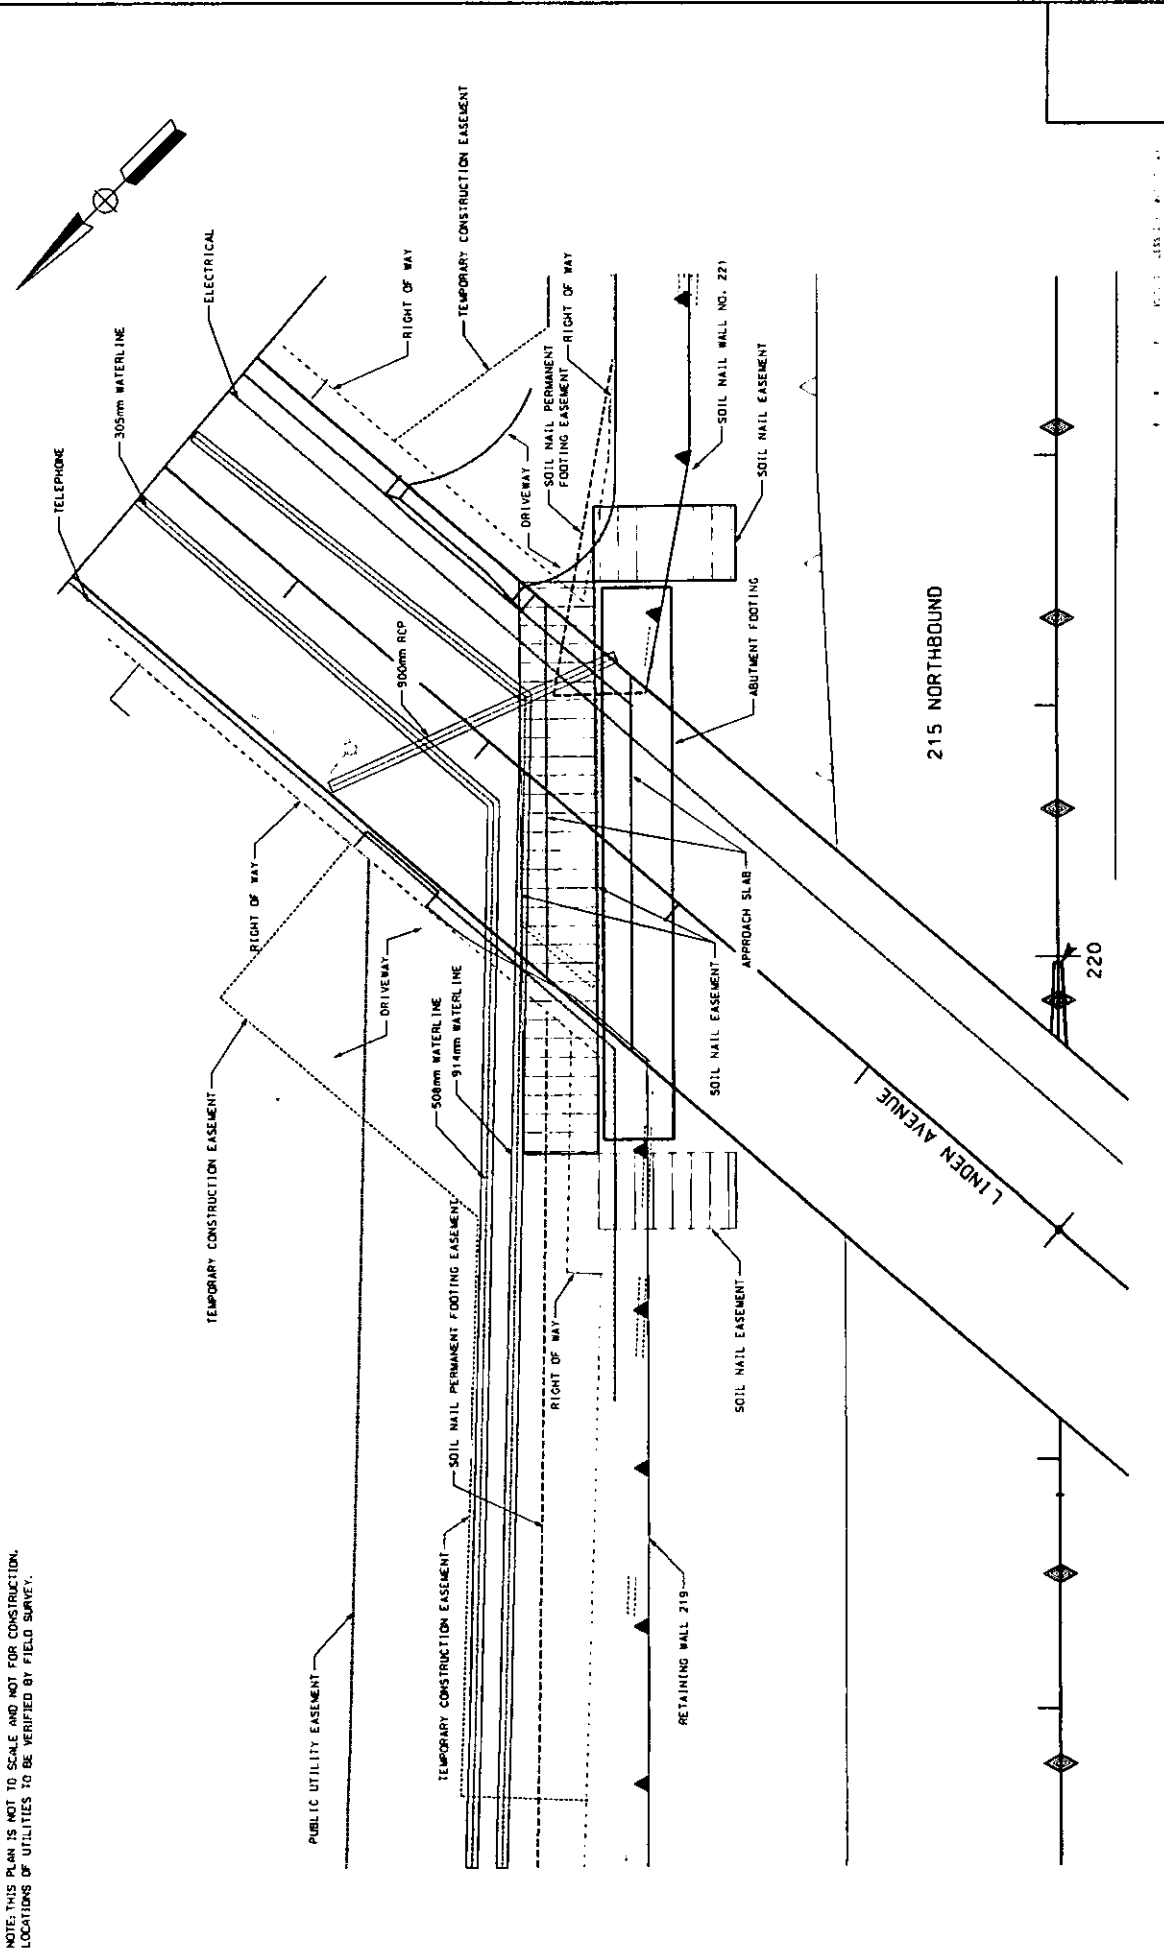 NOTE: THIS PLAN IS NOT TO SCALE AND NOT FOR CONSTRUCTION.
LOCATIONS OF UTILITIES TO BE VERIFIED BY FIELD SURVEY.
TELEPHONE
305mm WATERLINE
ELECTRICAL
RIGHT OF WAY
TEMPORARY CONSTRUCTION EASEMENT
RIGHT OF WAY
SOIL NAIL PERMANENT
FOOTING EASEMENT
DRIVEWAY
SOIL NAIL WALL NO. 221
SOIL NAIL EASEMENT
900mm RCP
ABUTMENT FOOTING
215 NORTHBOUND
RIGHT OF WAY
DRIVEWAY
TEMPORARY CONSTRUCTION EASEMENT
508mm WATERLINE
914mm WATERLINE
APPROACH SLAB
SOIL NAIL EASEMENT
220
LINDEN AVENUE
SOIL NAIL PERMANENT FOOTING EASEMENT
RIGHT OF WAY
SOIL NAIL EASEMENT
TEMPORARY CONSTRUCTION EASEMENT
PUBLIC UTILITY EASEMENT
RETAINING WALL 219